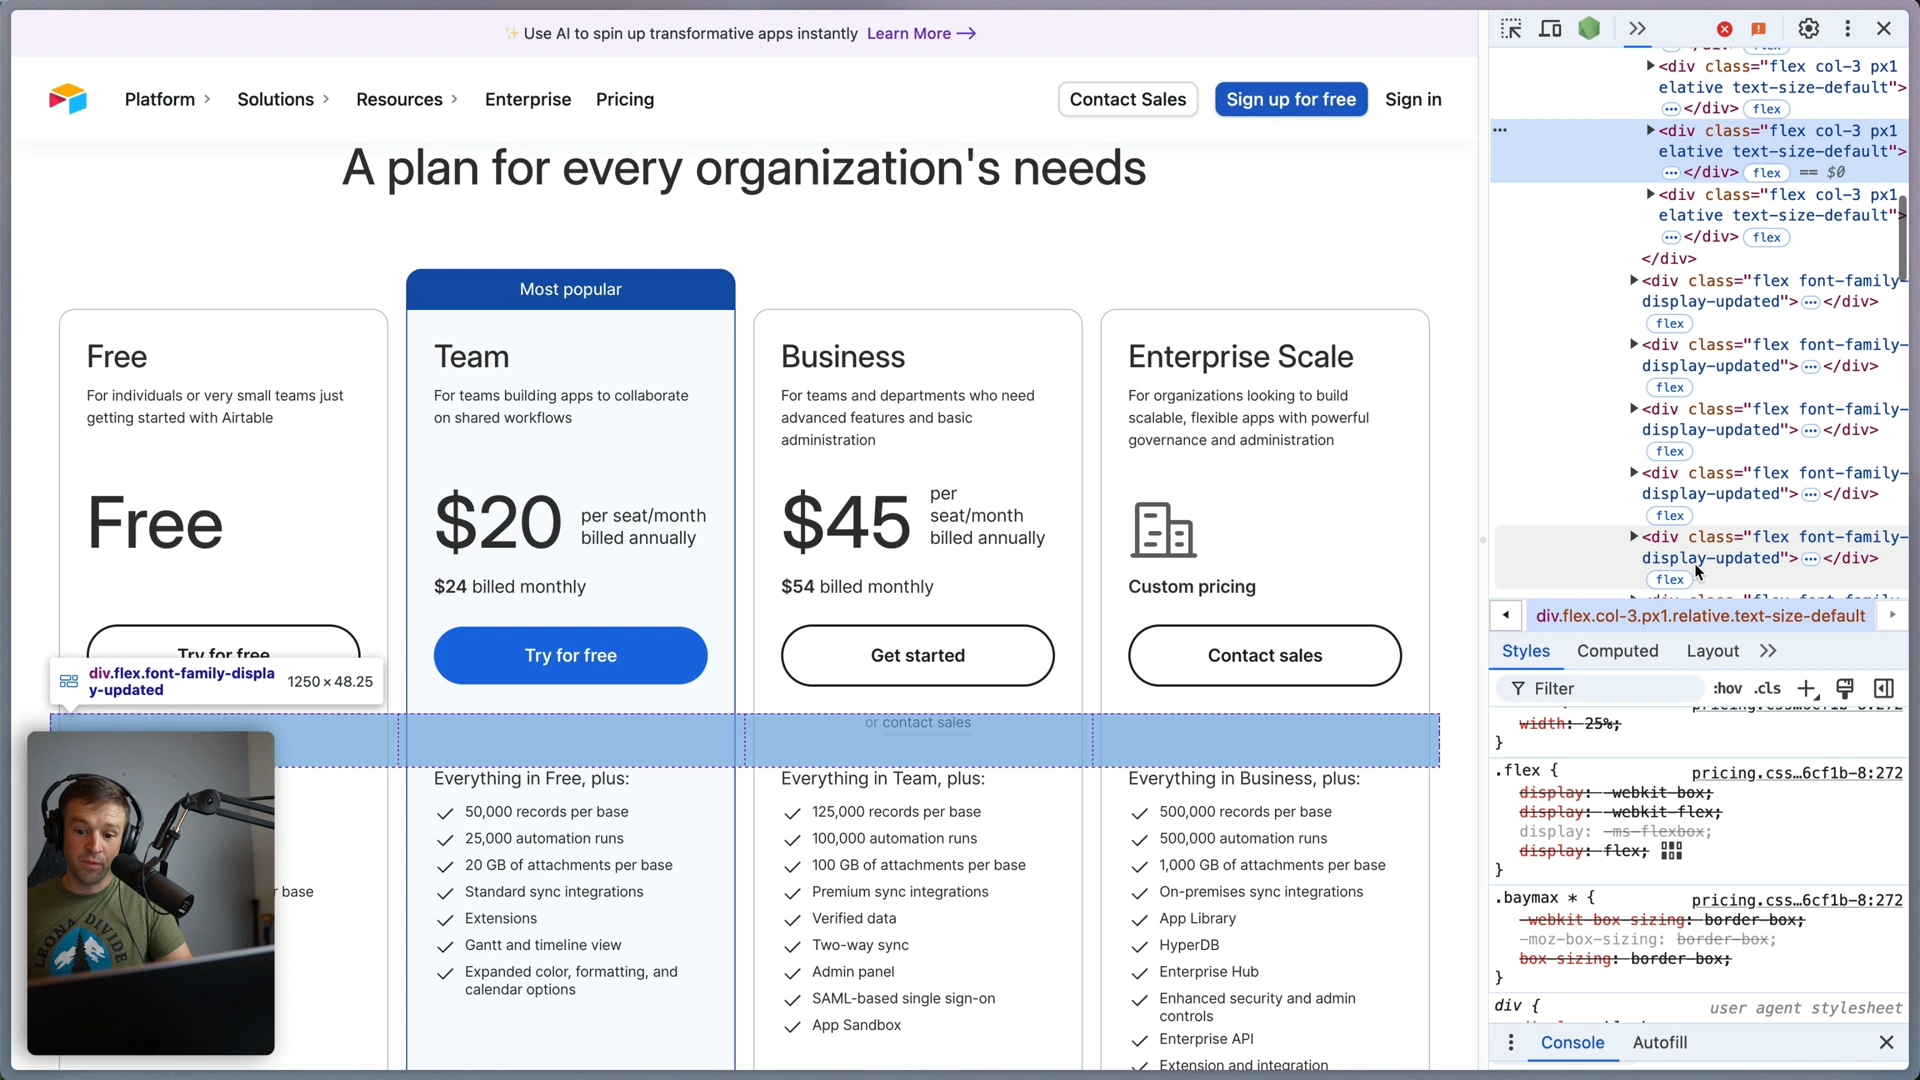 ✨ Use AI to spin up transformative apps instantly Learn More →
Platform
Solutions
Resources
Enterprise
Pricing
Contact Sales
Sign up for free
Sign in
A plan for every organization's needs
Most popular
Free
For individuals or very small teams just
getting started with Airtable
Free
Try for free
Team
For teams building apps to collaborate
on shared workflows
$20
per seat/month
billed annually
$24 billed monthly
Try for free
Business
For teams and departments who need
advanced features and basic
administration
$45
per
seat/month
billed annually
$54 billed monthly
Get started
or contact sales
Enterprise Scale
For organizations looking to build
scalable, flexible apps with powerful
governance and administration
Custom pricing
Contact sales
div.flex.font-family-displa
y-updated
1250 × 48.25
r base
LEONA DIVIDE
Everything in Free, plus:
50,000 records per base
25,000 automation runs
20 GB of attachments per base
Standard sync integrations
Extensions
Gantt and timeline view
Expanded color, formatting, and
calendar options
Everything in Team, plus:
125,000 records per base
100,000 automation runs
100 GB of attachments per base
Premium sync integrations
Verified data
Two-way sync
Admin panel
SAML-based single sign-on
App Sandbox
Everything in Business, plus:
500,000 records per base
500,000 automation runs
1,000 GB of attachments per base
On-premises sync integrations
App Library
HyperDB
Enterprise Hub
Enhanced security and admin
controls
Enterprise API
Extension and integration
<div class="flex col-3 px1
elative text-size-default">
⋯ </div> flex
<div class="flex col-3 px1
elative text-size-default">
⋯ </div> flex == $0
<div class="flex col-3 px1
elative text-size-default">
⋯ </div> flex
</div>
<div class="flex font-family-
display-updated"> ⋯ </div>
flex
<div class="flex font-family-
display-updated"> ⋯ </div>
flex
<div class="flex font-family-
display-updated"> ⋯ </div>
flex
<div class="flex font-family-
display-updated"> ⋯ </div>
flex
<div class="flex font-family-
display-updated"> ⋯ </div>
flex
div.flex.col-3.px1.relative.text-size-default
Styles
Computed
Layout
Filter
:hov .cls
pricing.css…6cf1b-8:272
width: 25%;
}
.flex { pricing.css…6cf1b-8:272
display: -webkit-box;
display: -webkit-flex;
display: -ms-flexbox;
display: flex;
}
.baymax * { pricing.css…6cf1b-8:272
-webkit-box-sizing: border-box;
-moz-box-sizing: border-box;
box-sizing: border-box;
}
div { user agent stylesheet
Console
Autofill